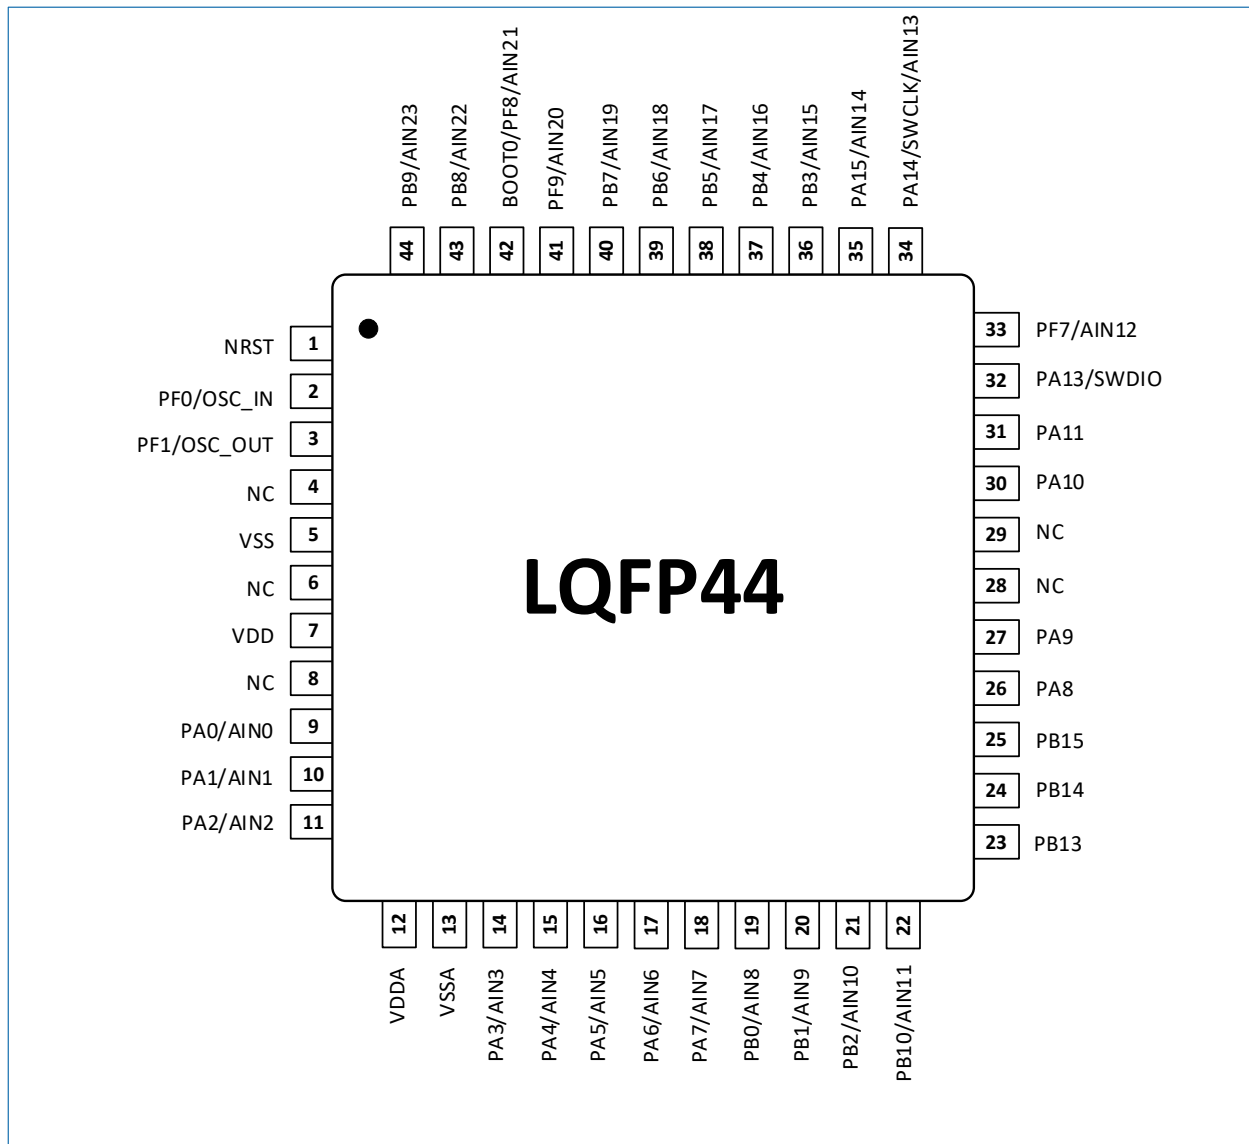 PB9/AIN23
PB8/AIN22
BOOT0/PF8/AIN21
PF9/AIN20
PB7/AIN19
PB6/AIN18
PB5/AIN17
PB4/AIN16
PB3/AIN15
PA15/AIN14
PA14/SWCLK/AIN13
44
43
42
41
40
39
38
37
36
35
34
NRST 1
PF0/OSC_IN 2
PF1/OSC_OUT 3
NC 4
VSS 5
NC 6
VDD 7
NC 8
PA0/AIN0 9
PA1/AIN1 10
PA2/AIN2 11
LQFP44
33 PF7/AIN12
32 PA13/SWDIO
31 PA11
30 PA10
29 NC
28 NC
27 PA9
26 PA8
25 PB15
24 PB14
23 PB13
12
13
14
15
16
17
18
19
20
21
22
VDDA
VSSA
PA3/AIN3
PA4/AIN4
PA5/AIN5
PA6/AIN6
PA7/AIN7
PB0/AIN8
PB1/AIN9
PB2/AIN10
PB10/AIN11